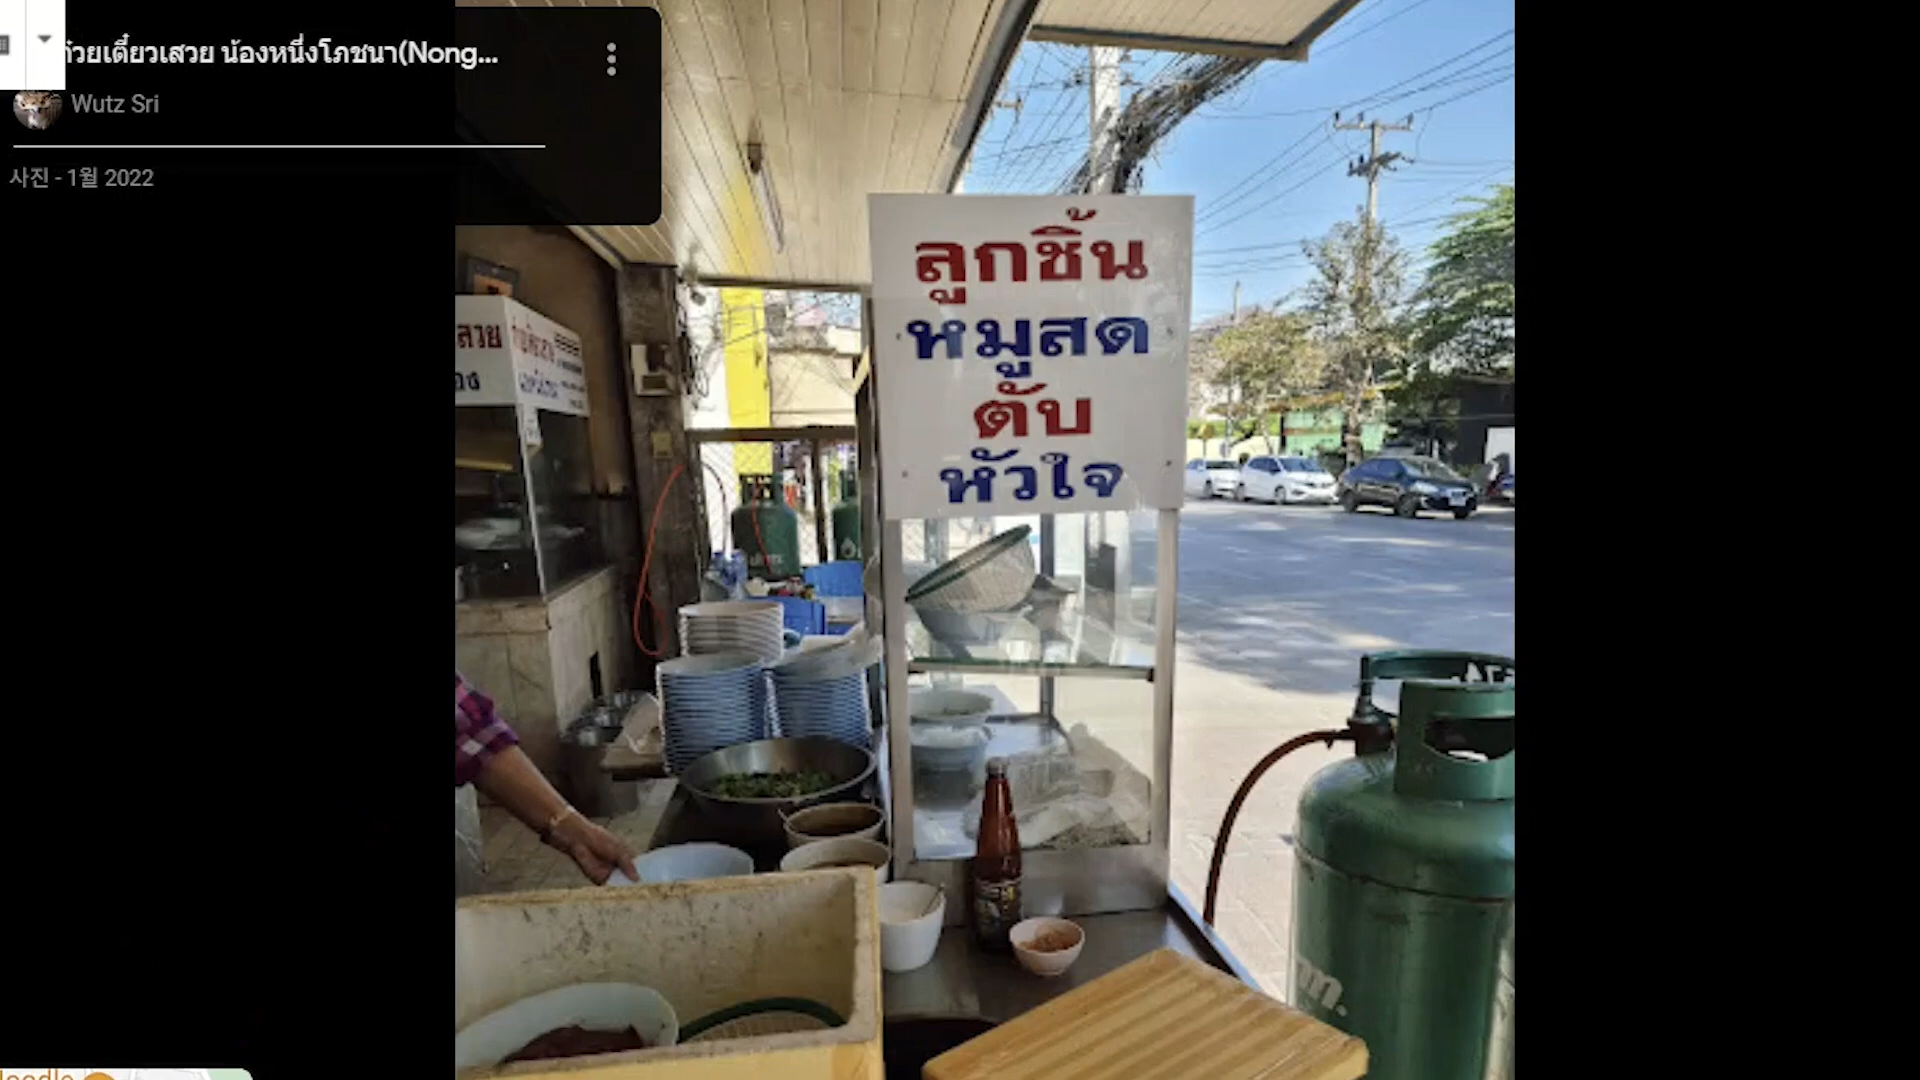 ก๋วยเตี๋ยวเสวย น้องหนึ่งโภชนา(Nong...
Wutz Sri
사진 - 1월 2022
ลูกชิ้น
หมูสด
ตับ
หัวใจ